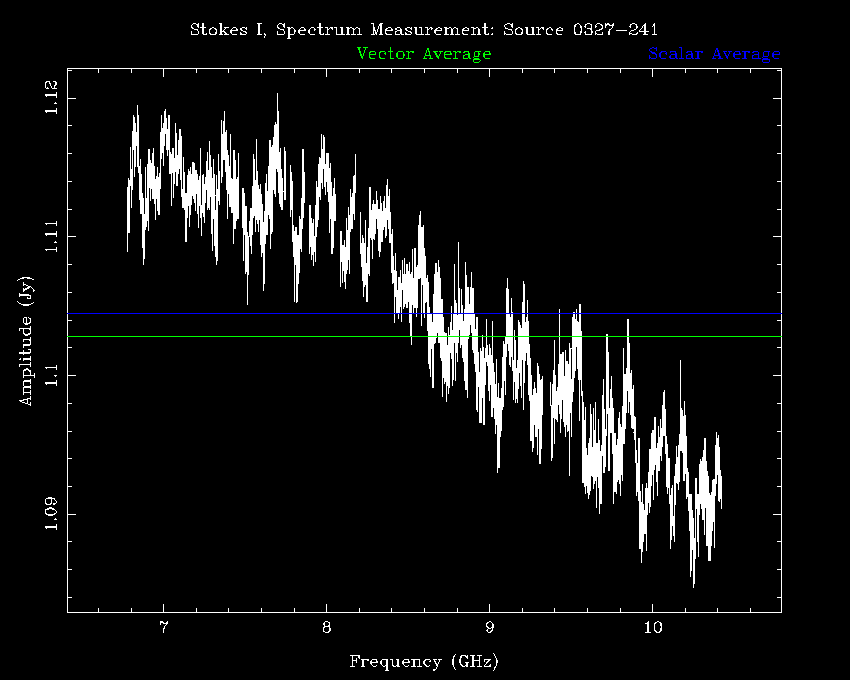 Stokes I, Spectrum Measurement: Source 0327−241
Vector Average Scalar Average
1.12
1.11
1.1
1.09
Amplitude (Jy)
7 8 9 10
Frequency (GHz)